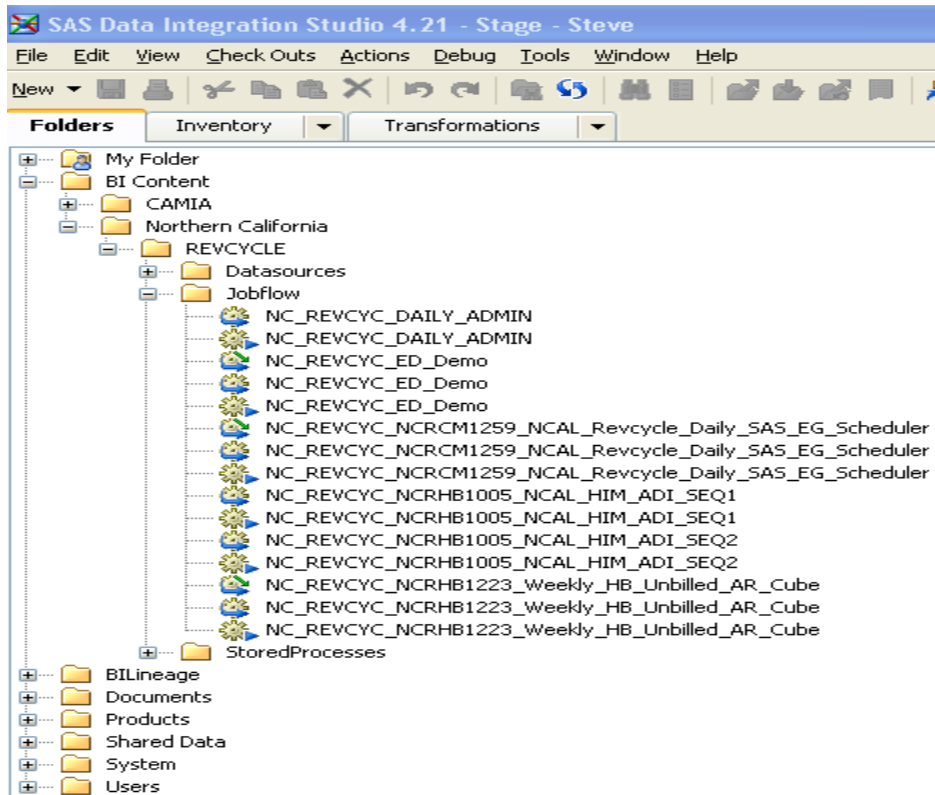 SAS Data Integration Studio 4.21 - Stage - Steve
File Edit View Check Outs Actions Debug Tools Window Help
New
Folders Inventory Transformations
My Folder
BI Content
CAMIA
Northern California
REVCYCLE
Datasources
Jobflow
NC_REVCYC_DAILY_ADMIN
NC_REVCYC_DAILY_ADMIN
NC_REVCYC_ED_Demo
NC_REVCYC_ED_Demo
NC_REVCYC_ED_Demo
NC_REVCYC_NCRCM1259_NCAL_Revcycle_Daily_SAS_EG_Scheduler
NC_REVCYC_NCRCM1259_NCAL_Revcycle_Daily_SAS_EG_Scheduler
NC_REVCYC_NCRCM1259_NCAL_Revcycle_Daily_SAS_EG_Scheduler
NC_REVCYC_NCRHB1005_NCAL_HIM_ADI_SEQ1
NC_REVCYC_NCRHB1005_NCAL_HIM_ADI_SEQ1
NC_REVCYC_NCRHB1005_NCAL_HIM_ADI_SEQ2
NC_REVCYC_NCRHB1005_NCAL_HIM_ADI_SEQ2
NC_REVCYC_NCRHB1223_Weekly_HB_Unbilled_AR_Cube
NC_REVCYC_NCRHB1223_Weekly_HB_Unbilled_AR_Cube
NC_REVCYC_NCRHB1223_Weekly_HB_Unbilled_AR_Cube
StoredProcesses
BILineage
Documents
Products
Shared Data
System
Users